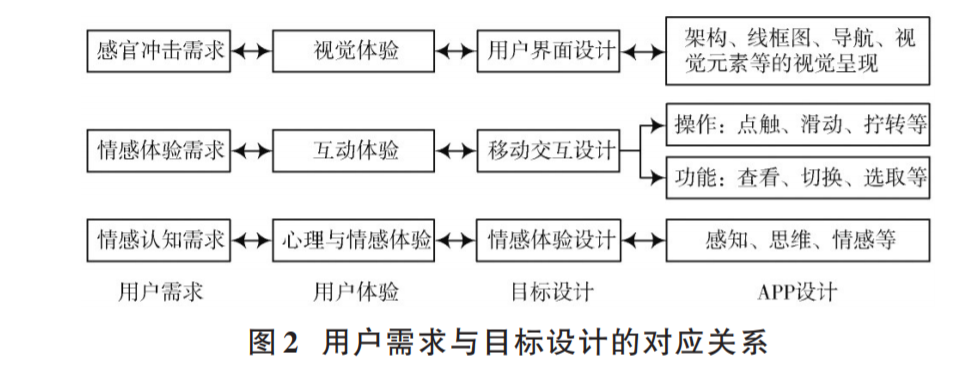 感官冲击需求
视觉体验
用户界面设计
架构、线框图、导航、视
觉元素等的视觉呈现
情感体验需求
互动体验
移动交互设计
操作：点触、滑动、拧转等
功能：查看、切换、选取等
情感认知需求
心理与情感体验
情感体验设计
感知、思维、情感等
用户需求
用户体验
目标设计
APP设计
图2 用户需求与目标设计的对应关系